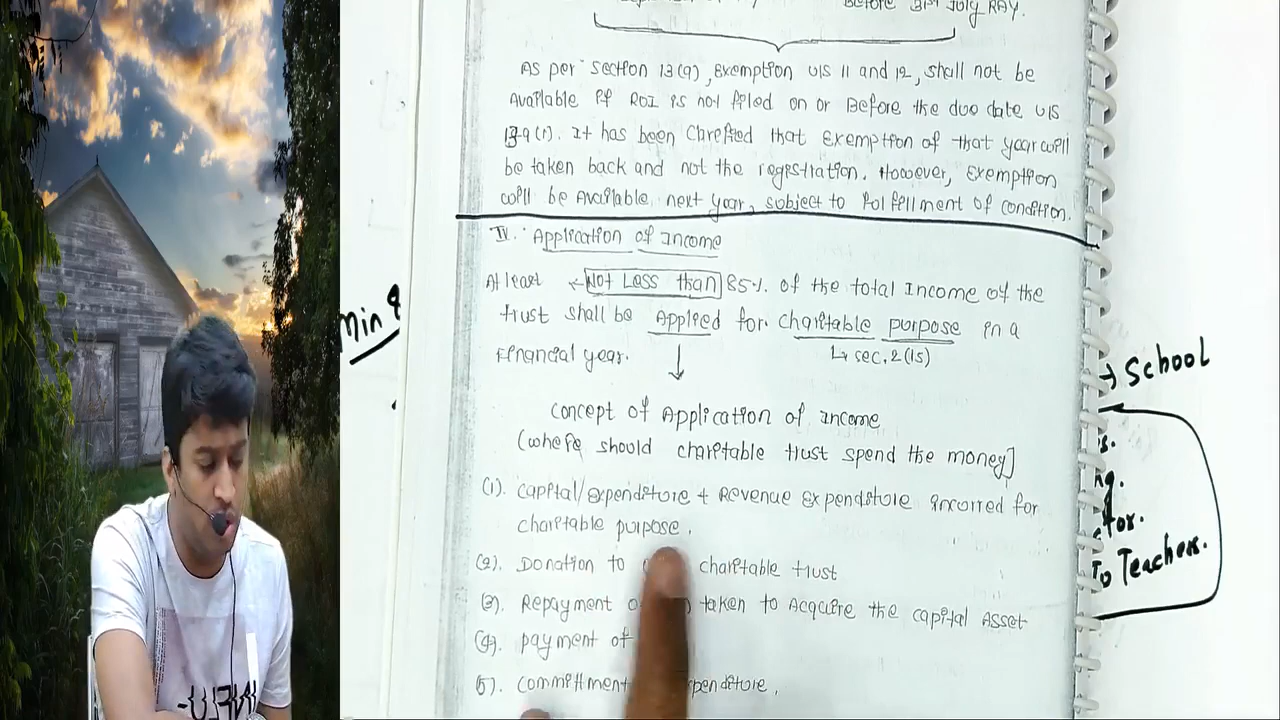 Before 31st July RAY.
As per section 13(9), Exemption U/S 11 and 12, shall not be
Available if ROI is not filed on or Before the due date U/S
139(1). It has been Clarified that Exemption of that year will
be taken back and not the registration. However, Exemption
will be Available next year, subject to fulfillment of condition.
IV. Application of Income
At least ← Not Less than 85% of the total Income of the
trust shall be Applied for Charitable purpose in a
Financial year. ↓ ↳ sec. 2(15)
Min 8
→ School
Concept of Application of Income
(where should charitable trust spend the money]
(1). Capital/Expenditure + Revenue Expenditure incurred for
charitable purpose.
(2). Donation to charitable trust
To Teacher.
(3). Repayment taken to Acquire the capital Asset
(4). payment of
(5). Committment